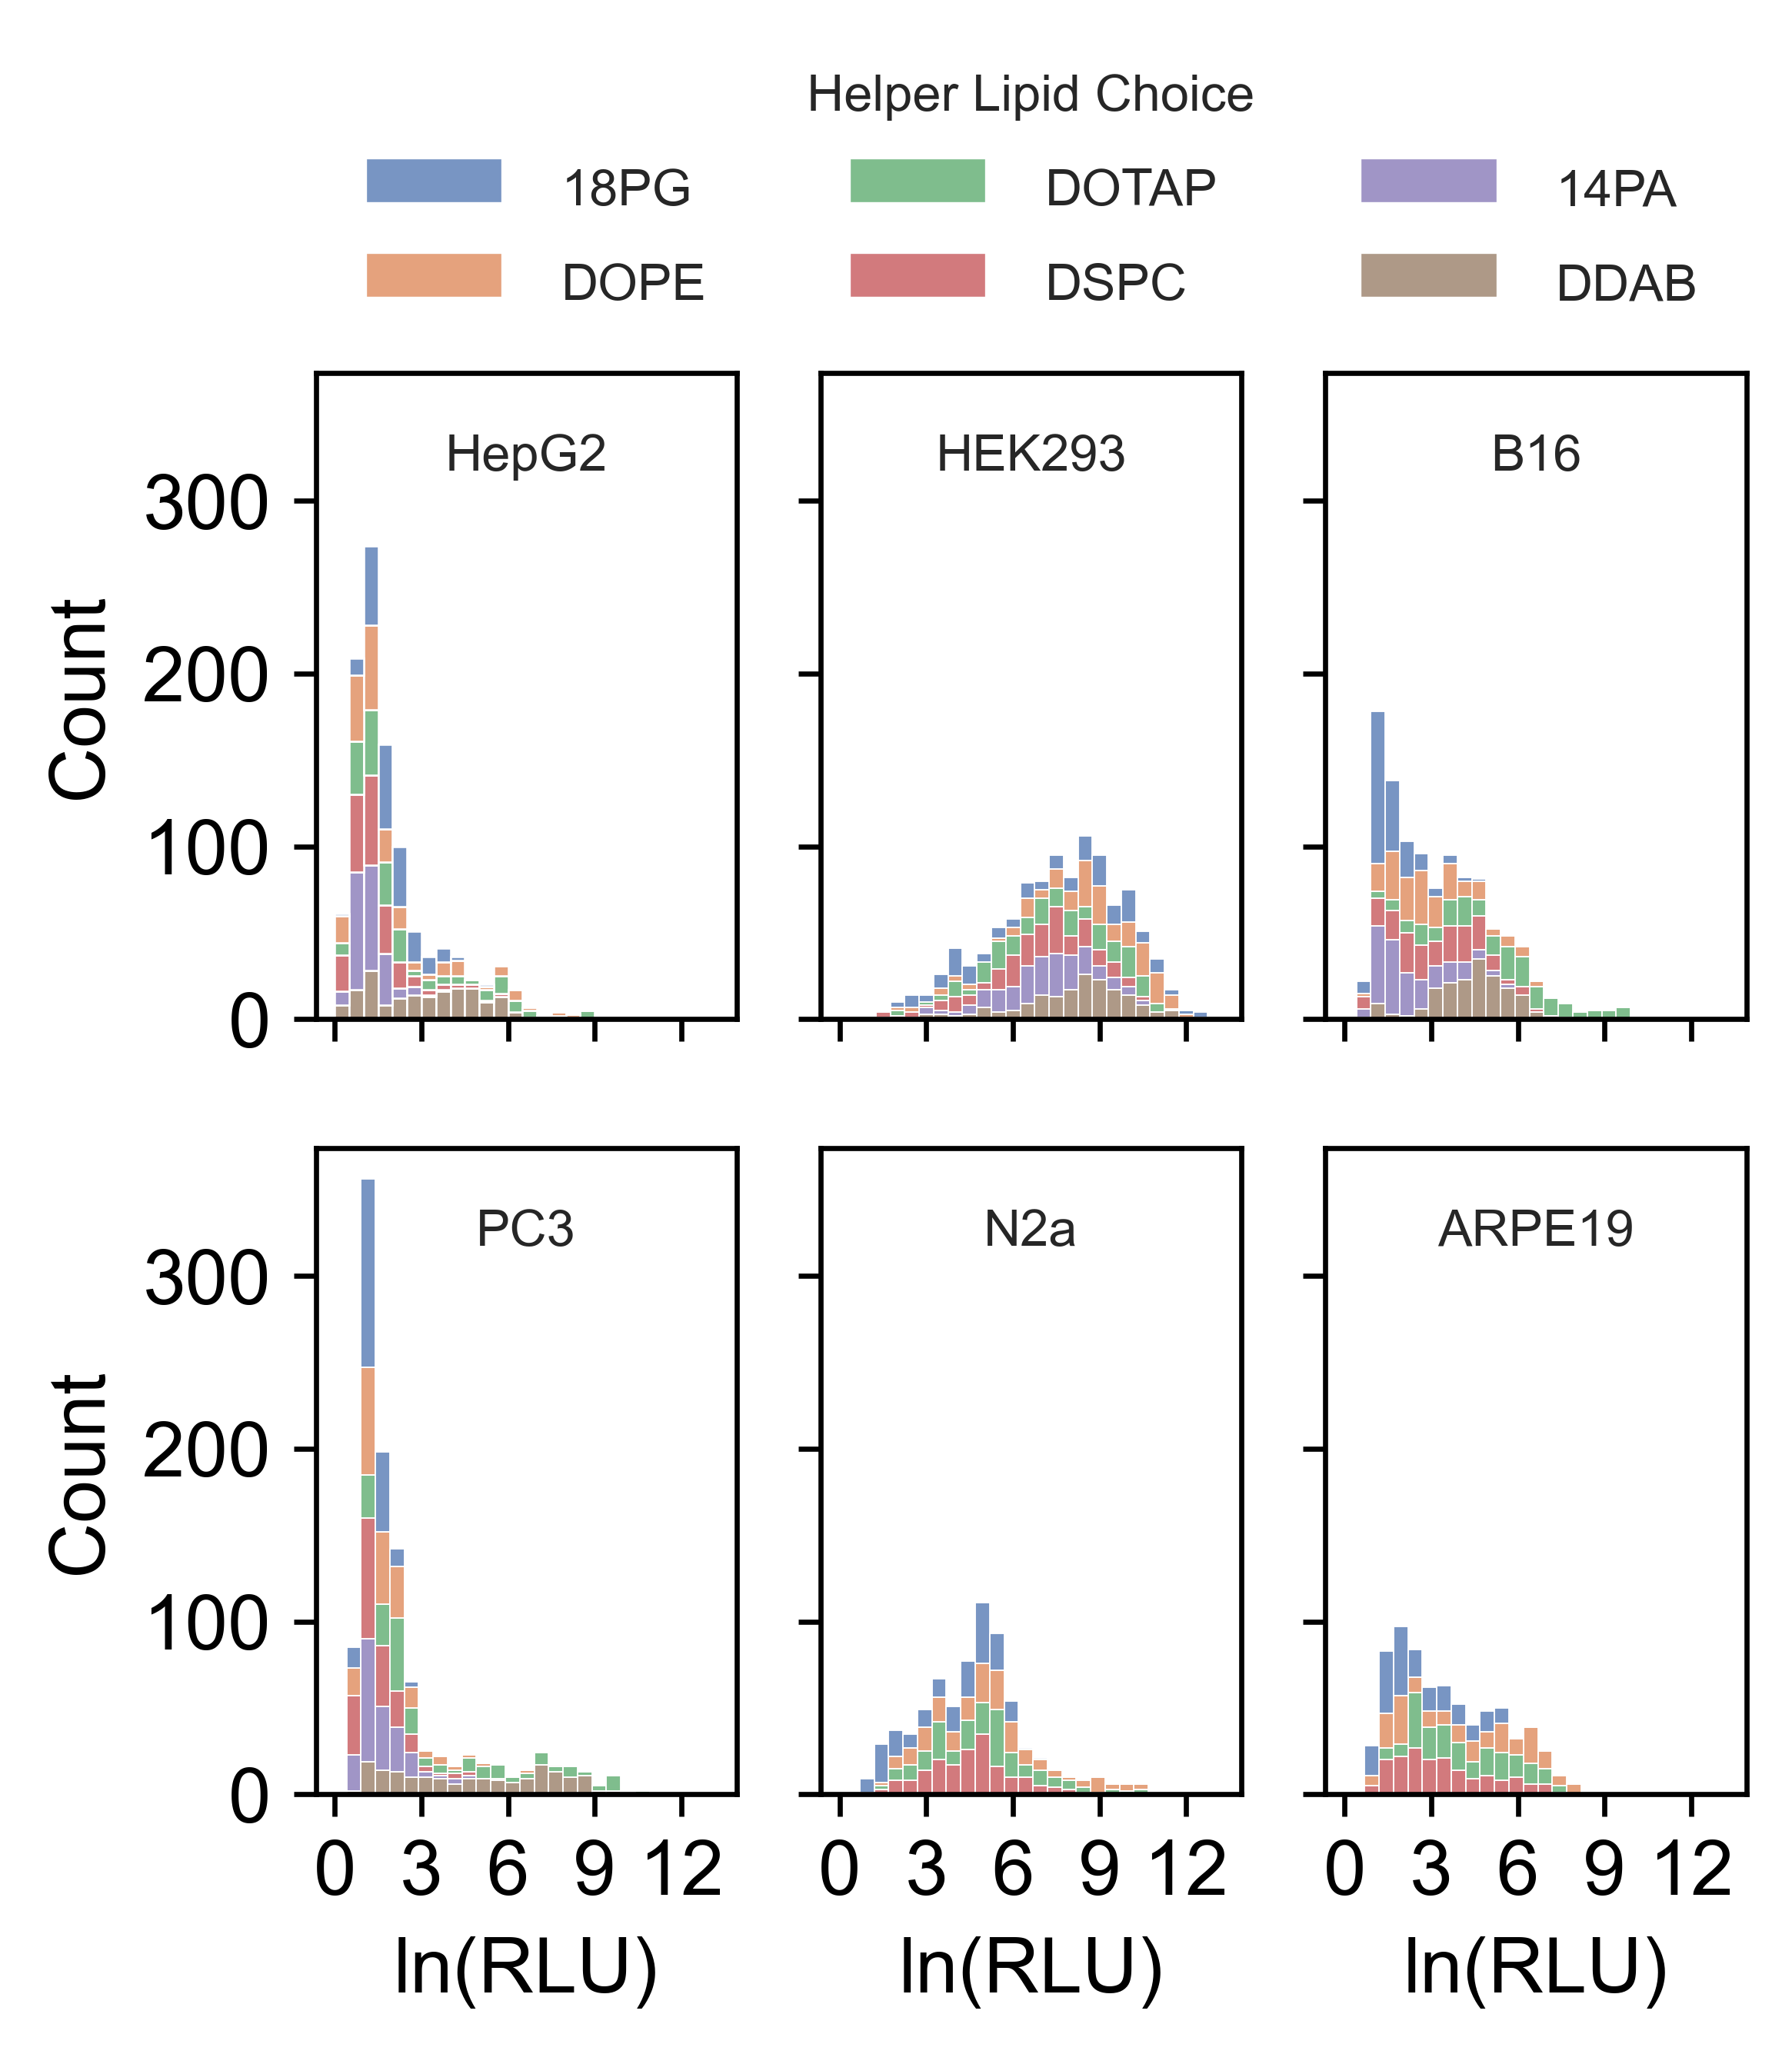 Helper Lipid Choice
18PG DOTAP 14PA
DOPE DSPC DDAB
HepG2 HEK293 B16
300
200
100
0
Count
PC3 N2a ARPE19
300
200
100
0
Count
0 3 6 9 12 0 3 6 9 12 0 3 6 9 12
ln(RLU) ln(RLU) ln(RLU)